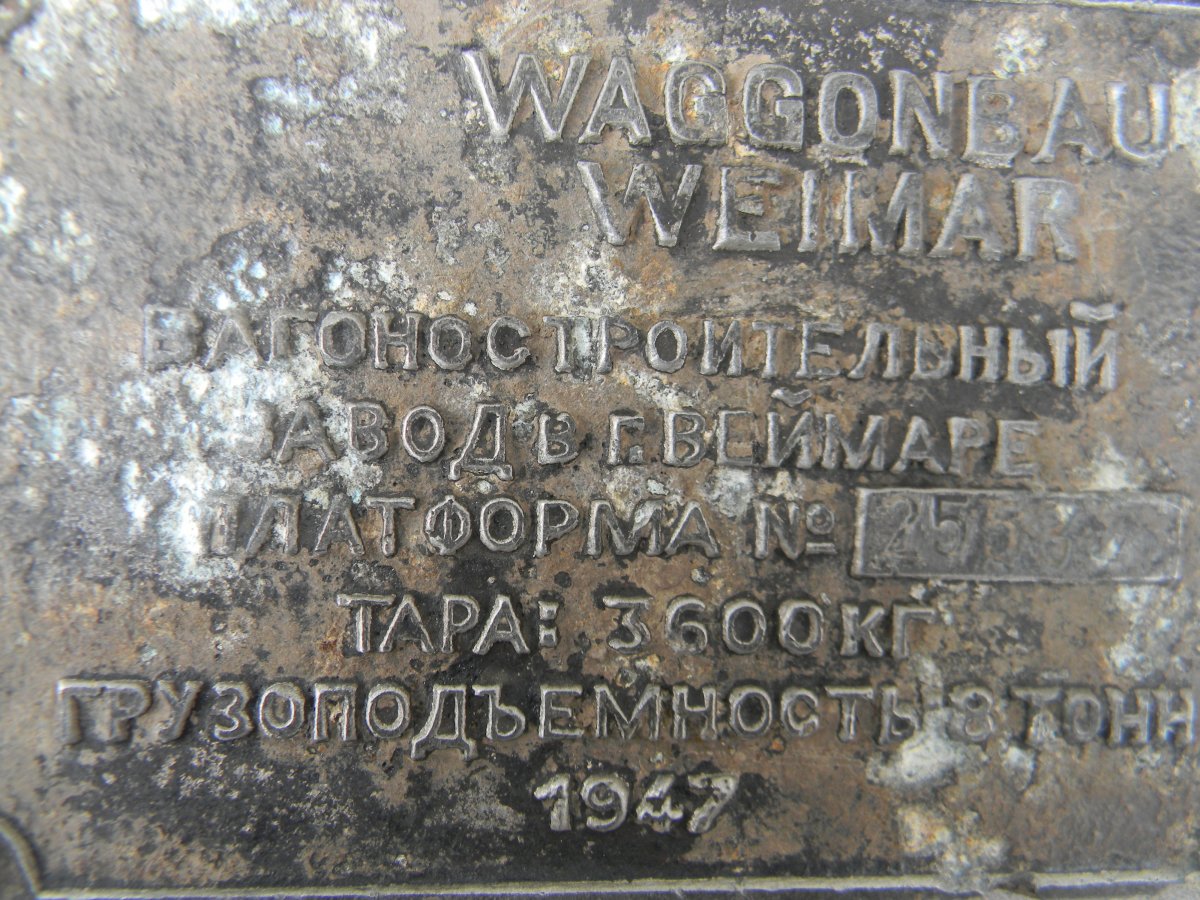 WAGGONBAU
WEIMAR
ВАГОНОСТРОИТЕЛЬНЫЙ
ЗАВОД В Г. ВЕЙМАРЕ
ПЛАТФОРМА №
ТАРА: 3600 КГ
ГРУЗОПОДЪЕМНОСТЬ 8 ТОНН
1947